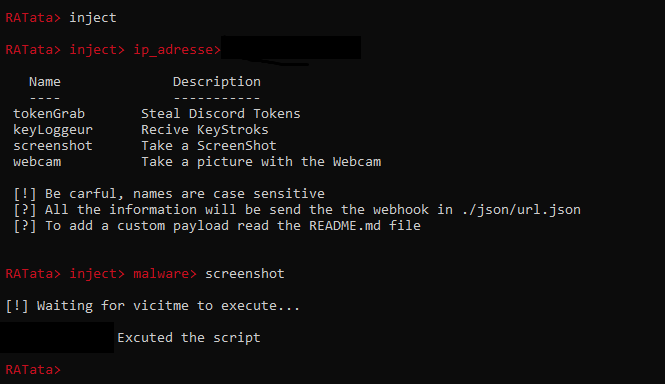 RATata> inject
RATata> inject> ip_adresse>
Name Description
---- -----------
tokenGrab Steal Discord Tokens
keyLoggeur Recive KeyStroks
screenshot Take a ScreenShot
webcam Take a picture with the Webcam
[!] Be carful, names are case sensitive
[?] All the information will be send the the webhook in ./json/url.json
[?] To add a custom payload read the README.md file
RATata> inject> malware> screenshot
[!] Waiting for vicitme to execute...
Excuted the script
RATata>